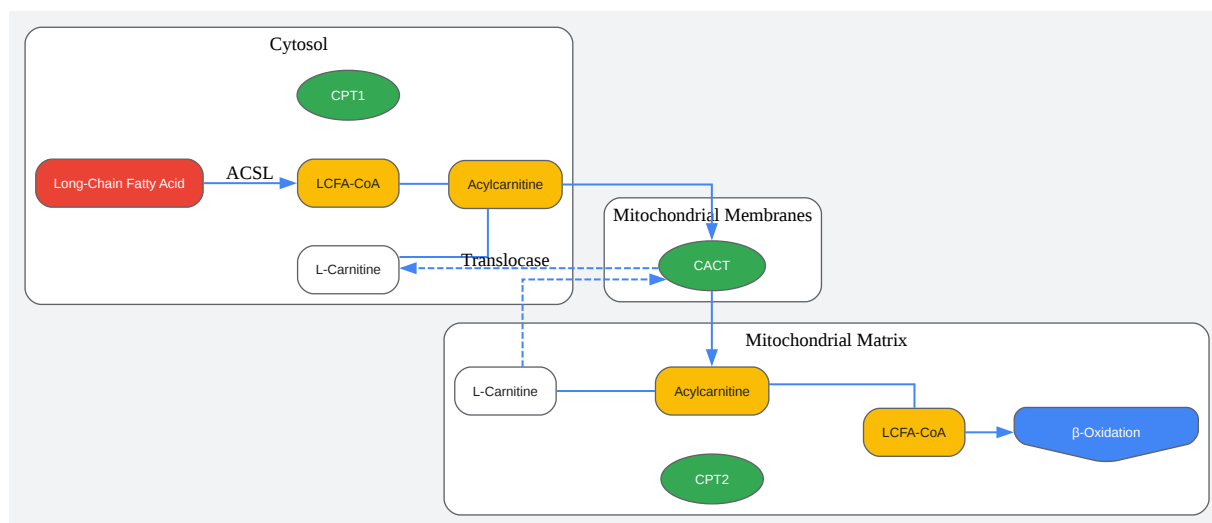 Cytosol
CPT1
Long-Chain Fatty Acid
ACSL
LCFA-CoA
Acylcarnitine
Mitochondrial Membranes
L-Carnitine
Translocase
CACT
Mitochondrial Matrix
L-Carnitine
Acylcarnitine
LCFA-CoA
β-Oxidation
CPT2